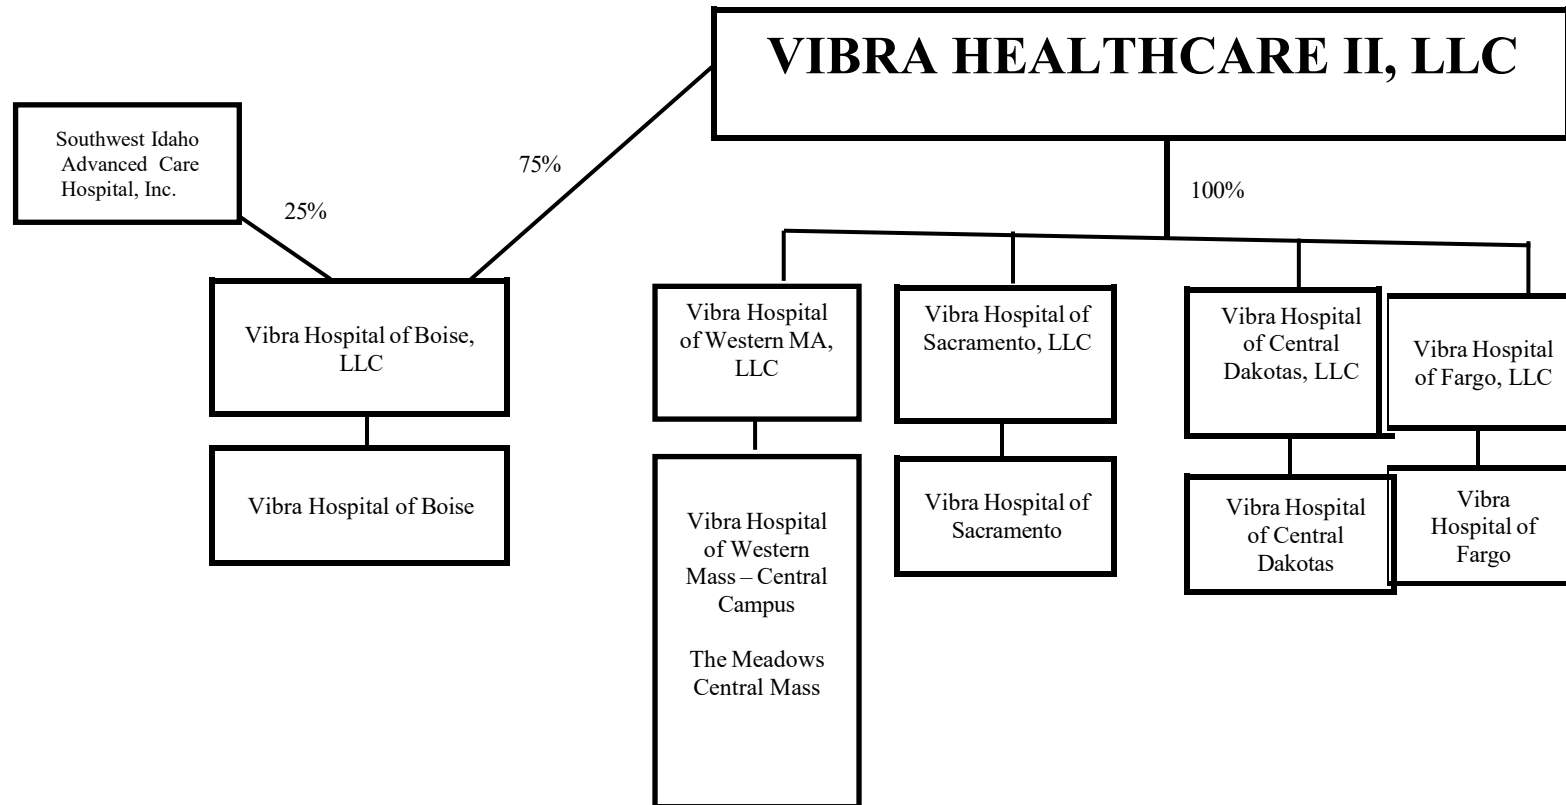 VIBRA HEALTHCARE II, LLC
Southwest Idaho
Advanced Care
Hospital, Inc.
75%
25%
100%
Vibra Hospital of Boise,
LLC
Vibra Hospital
of Western MA,
LLC
Vibra Hospital of
Sacramento, LLC
Vibra Hospital
of Central
Dakotas, LLC
Vibra Hospital
of Fargo, LLC
Vibra Hospital of Boise
Vibra Hospital
of Western
Mass – Central
Campus
The Meadows
Central Mass
Vibra Hospital of
Sacramento
Vibra Hospital
of Central
Dakotas
Vibra
Hospital of
Fargo